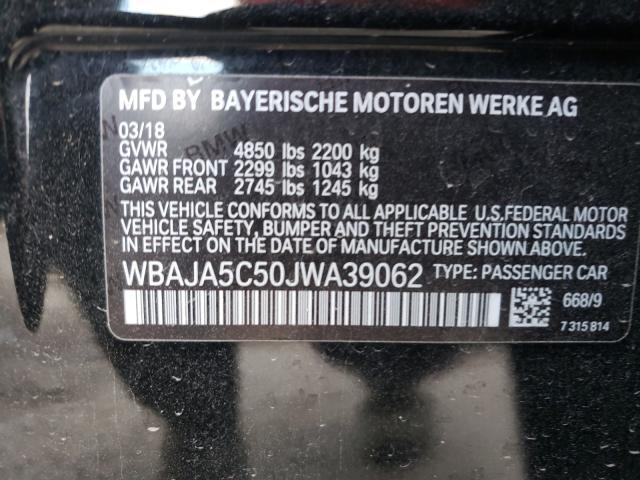 MFD BY BAYERISCHE MOTOREN WERKE AG
03/18
GVWR 4850 lbs 2200 kg
GAWR FRONT 2299 lbs 1043 kg
GAWR REAR 2745 lbs 1245 kg
THIS VEHICLE CONFORMS TO ALL APPLICABLE U.S.FEDERAL MOTOR
VEHICLE SAFETY, BUMPER AND THEFT PREVENTION STANDARDS
IN EFFECT ON THE DATE OF MANUFACTURE SHOWN ABOVE.
WBAJA5C50JWA39062 TYPE: PASSENGER CAR
668/9
7 315 814
BMW